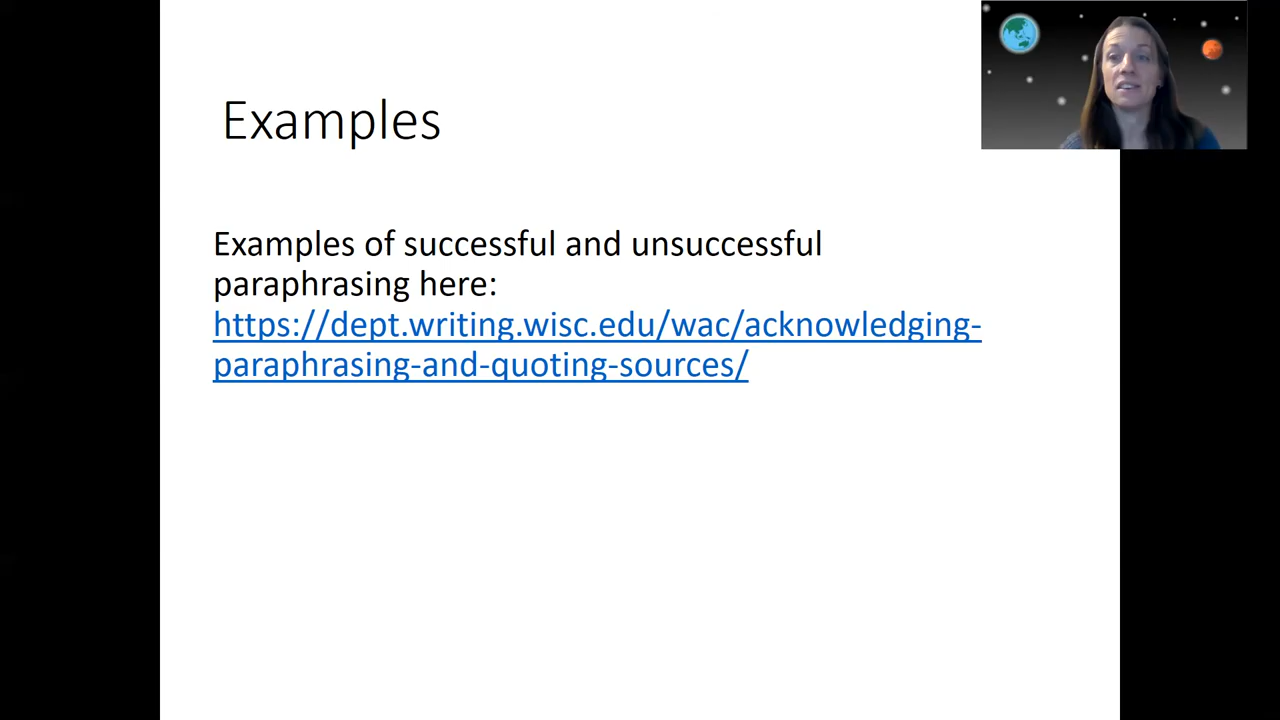 Examples
Examples of successful and unsuccessful
paraphrasing here:
https://dept.writing.wisc.edu/wac/acknowledging-
paraphrasing-and-quoting-sources/